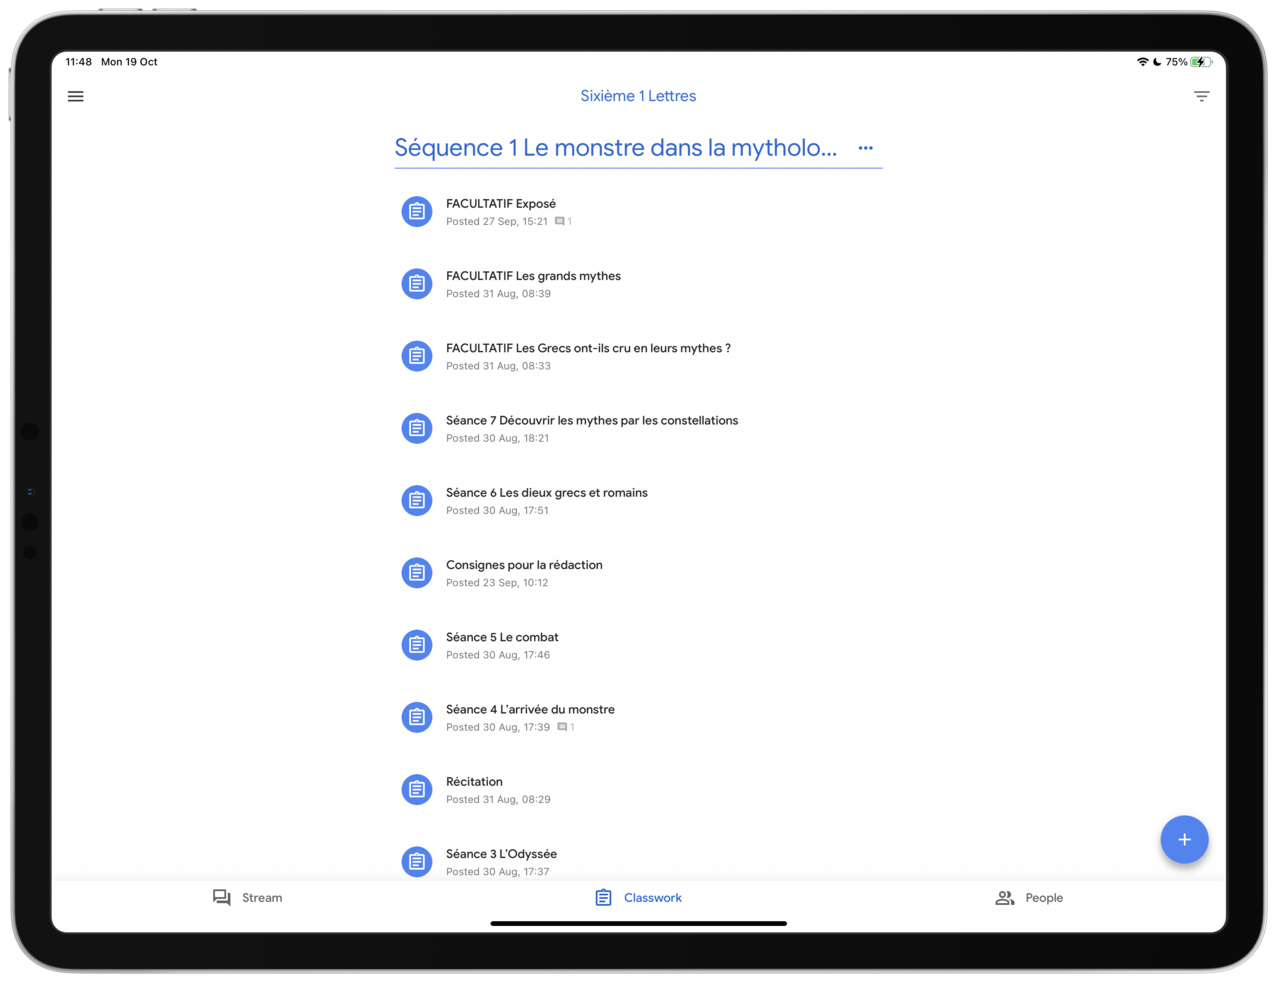 11:48 Mon 19 Oct
75%
Sixième 1 Lettres
Séquence 1 Le monstre dans la mytholo...
FACULTATIF Exposé
Posted 27 Sep, 15:21 1
FACULTATIF Les grands mythes
Posted 31 Aug, 08:39
FACULTATIF Les Grecs ont-ils cru en leurs mythes ?
Posted 31 Aug, 08:33
Séance 7 Découvrir les mythes par les constellations
Posted 30 Aug, 18:21
Séance 6 Les dieux grecs et romains
Posted 30 Aug, 17:51
Consignes pour la rédaction
Posted 23 Sep, 10:12
Séance 5 Le combat
Posted 30 Aug, 17:46
Séance 4 L'arrivée du monstre
Posted 30 Aug, 17:39 1
Récitation
Posted 31 Aug, 08:29
Séance 3 L'Odyssée
Posted 30 Aug, 17:37
Stream
Classwork
People